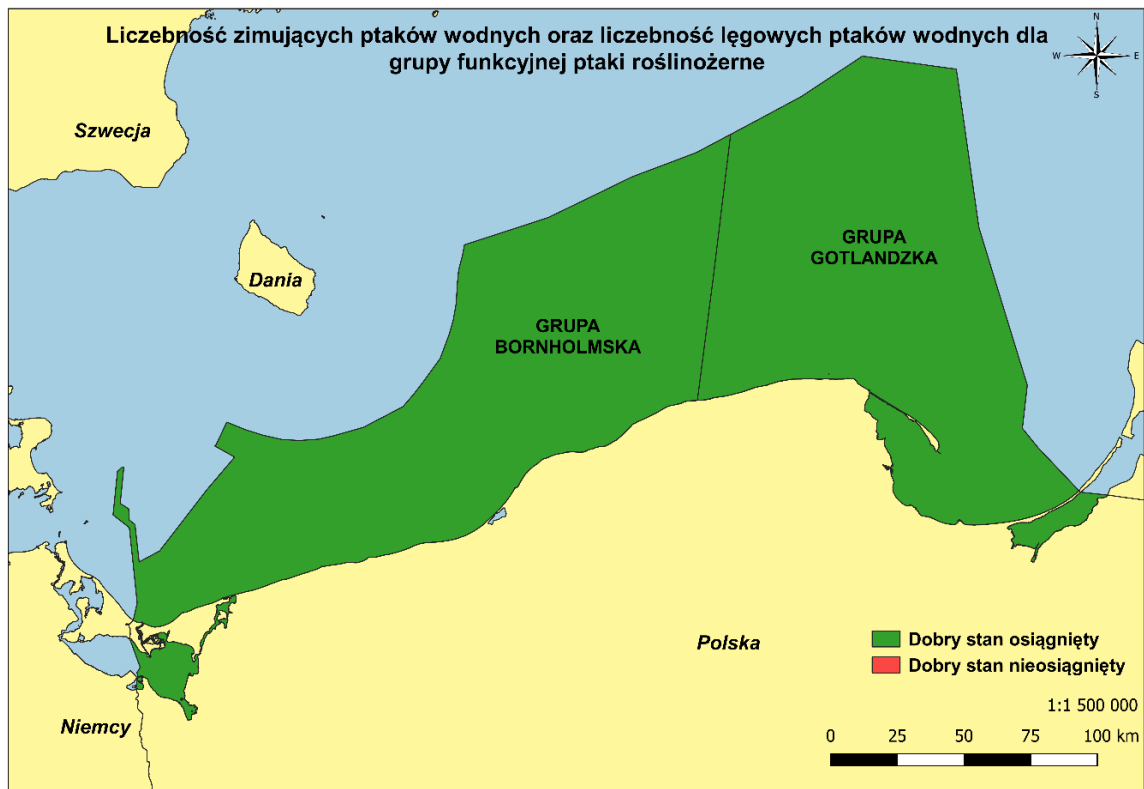 Liczebność zimujących ptaków wodnych oraz liczebność lęgowych ptaków wodnych dla
grupy funkcyjnej ptaki roślinożerne
N
W E
S
Szwecja
Dania
GRUPA
GOTLANDZKA
GRUPA
BORNHOLMSKA
Polska
Niemcy
Dobry stan osiągnięty
Dobry stan nieosiągnięty
1:1 500 000
0 25 50 75 100 km